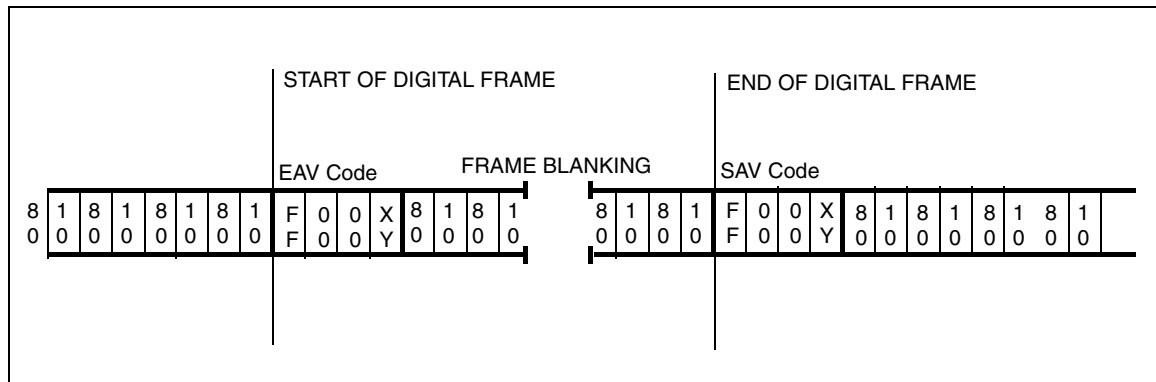 START OF DIGITAL FRAME
END OF DIGITAL FRAME
EAV Code
FRAME BLANKING
SAV Code
8 1 8 1 8 1 8 1 F 0 0 X 8 1 8 1 8 1 8 1 F 0 0 X 8 1 8 1 8 1 8 1
0 0 0 0 0 0 0 0 F 0 0 Y 0 0 0 0 0 0 0 0 F 0 0 Y 0 0 0 0 0 0 0 0